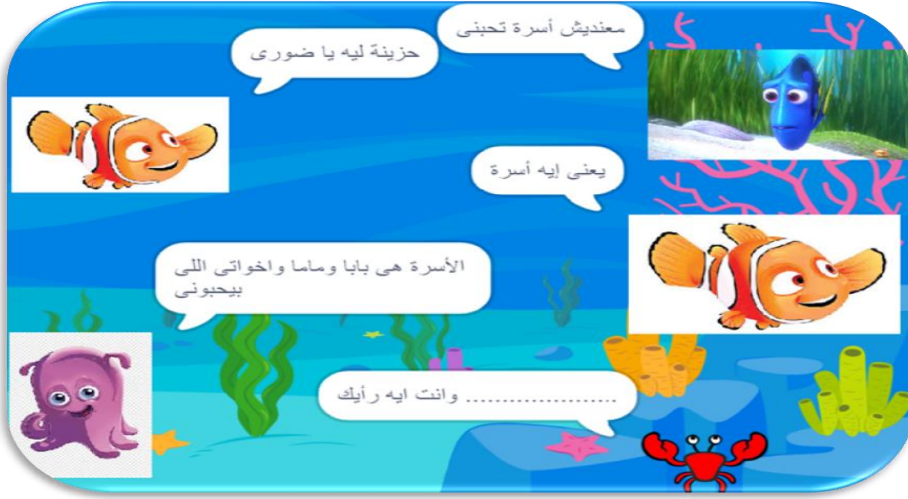 معنديش أسرة تحبنى
حزينة ليه يا ضورى
يعنى إيه أسرة
الأسرة هى بابا وماما واخواتى اللى
بيحبونى
..................... وانت ايه رأيك